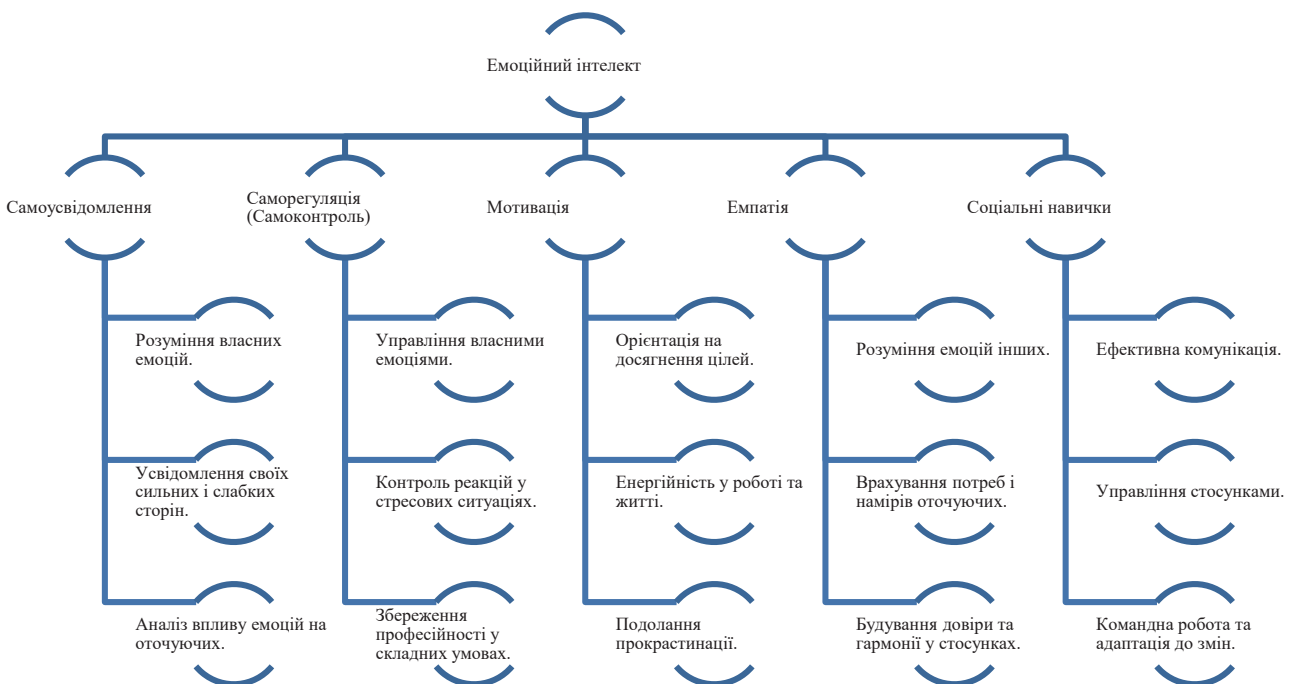 Емоційний інтелект
Самоусвідомлення
Саморегуляція
(Самоконтроль)
Мотивація
Емпатія
Соціальні навички
Розуміння власних
емоцій.
Управління власними
емоціями.
Орієнтація на
досягнення цілей.
Розуміння емоцій інших.
Ефективна комунікація.
Усвідомлення своїх
сильних і слабких
сторін.
Контроль реакцій у
стресових ситуаціях.
Енергійність у роботі та
житті.
Врахування потреб і
намірів оточуючих.
Управління стосунками.
Аналіз впливу емоцій на
оточуючих.
Збереження
професійності у
складних умовах.
Подолання
прокрастинації.
Будування довіри та
гармонії у стосунках.
Командна робота та
адаптація до змін.